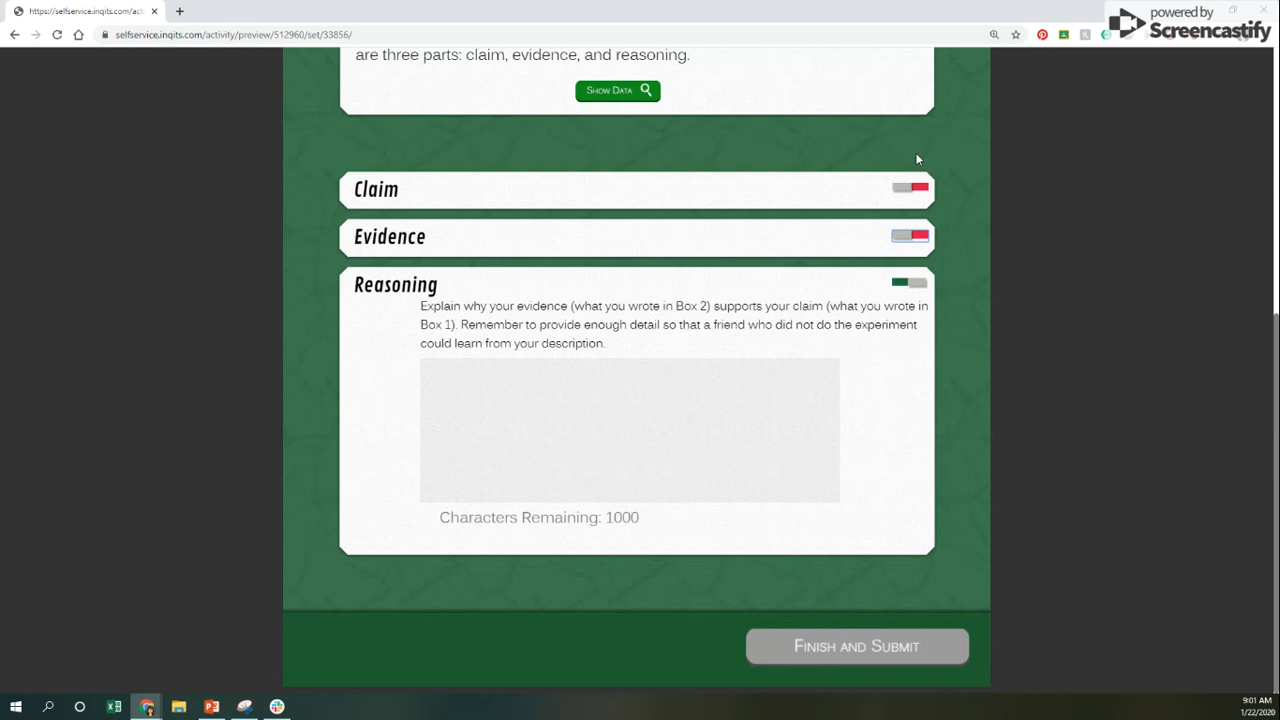 https://selfservice.inqits.com/acti
powered by
Screencastify
selfservice.inqits.com/activity/preview/512960/set/33856/
are three parts: claim, evidence, and reasoning.
Show Data
Claim
Evidence
Reasoning
Explain why your evidence (what you wrote in Box 2) supports your claim (what you wrote in
Box 1). Remember to provide enough detail so that a friend who did not do the experiment
could learn from your description.
Characters Remaining: 1000
Finish and Submit
9:01 AM
1/22/2020